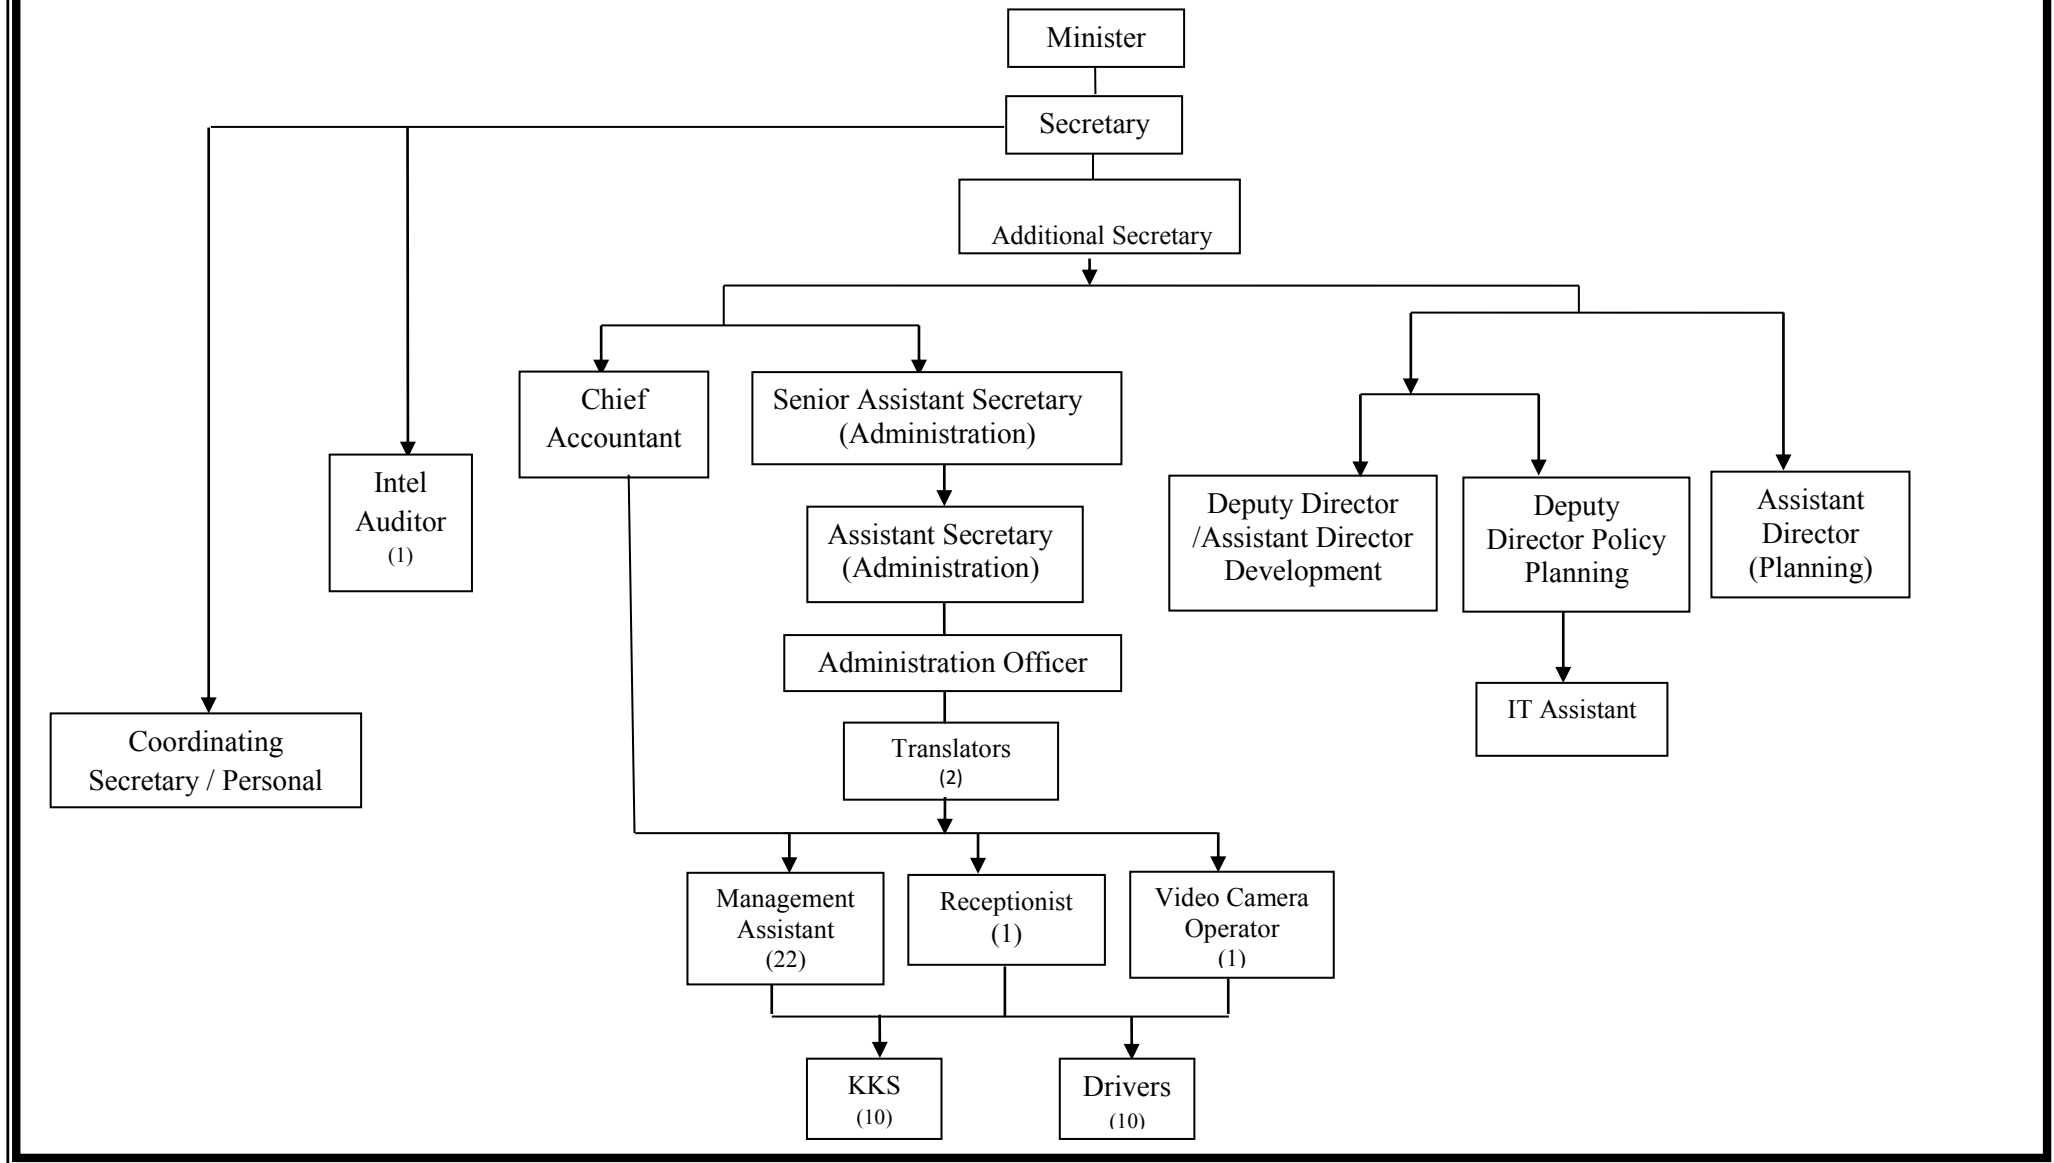 Minister
Secretary
Additional Secretary
Chief
Accountant
Senior Assistant Secretary
(Administration)
Intel
Auditor
(1)
Deputy Director
/Assistant Director
Development
Deputy
Director Policy
Planning
Assistant
Director
(Planning)
Assistant Secretary
(Administration)
Administration Officer
IT Assistant
Coordinating
Secretary / Personal
Translators
(2)
Management
Assistant
(22)
Receptionist
(1)
Video Camera
Operator
(1)
KKS
(10)
Drivers
(10)